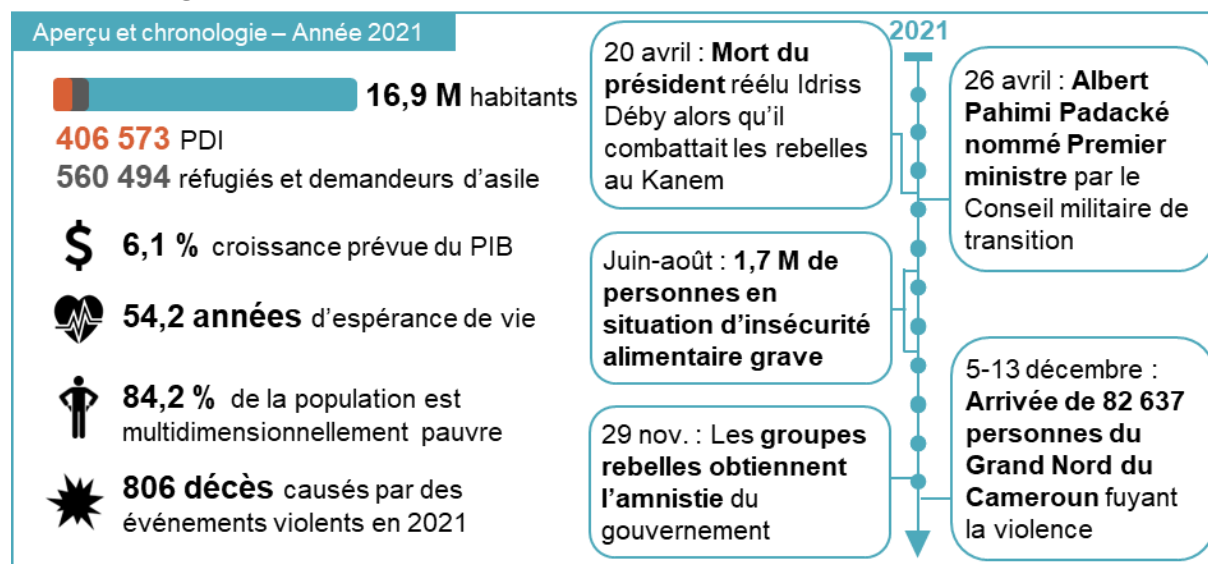 Aperçu et chronologie – Année 2021
16,9 M habitants
406 573 PDI
560 494 réfugiés et demandeurs d'asile
$ 6,1 % croissance prévue du PIB
54,2 années d'espérance de vie
84,2 % de la population est
multidimensionnellement pauvre
806 décès causés par des
événements violents en 2021
2021
20 avril : Mort du
président réélu Idriss
Déby alors qu'il
combattait les rebelles
au Kanem
26 avril : Albert
Pahimi Padacké
nommé Premier
ministre par le
Conseil militaire de
transition
Juin-août : 1,7 M de
personnes en
situation d'insécurité
alimentaire grave
29 nov. : Les groupes
rebelles obtiennent
l'amnistie du
gouvernement
5-13 décembre :
Arrivée de 82 637
personnes du
Grand Nord du
Cameroun fuyant
la violence